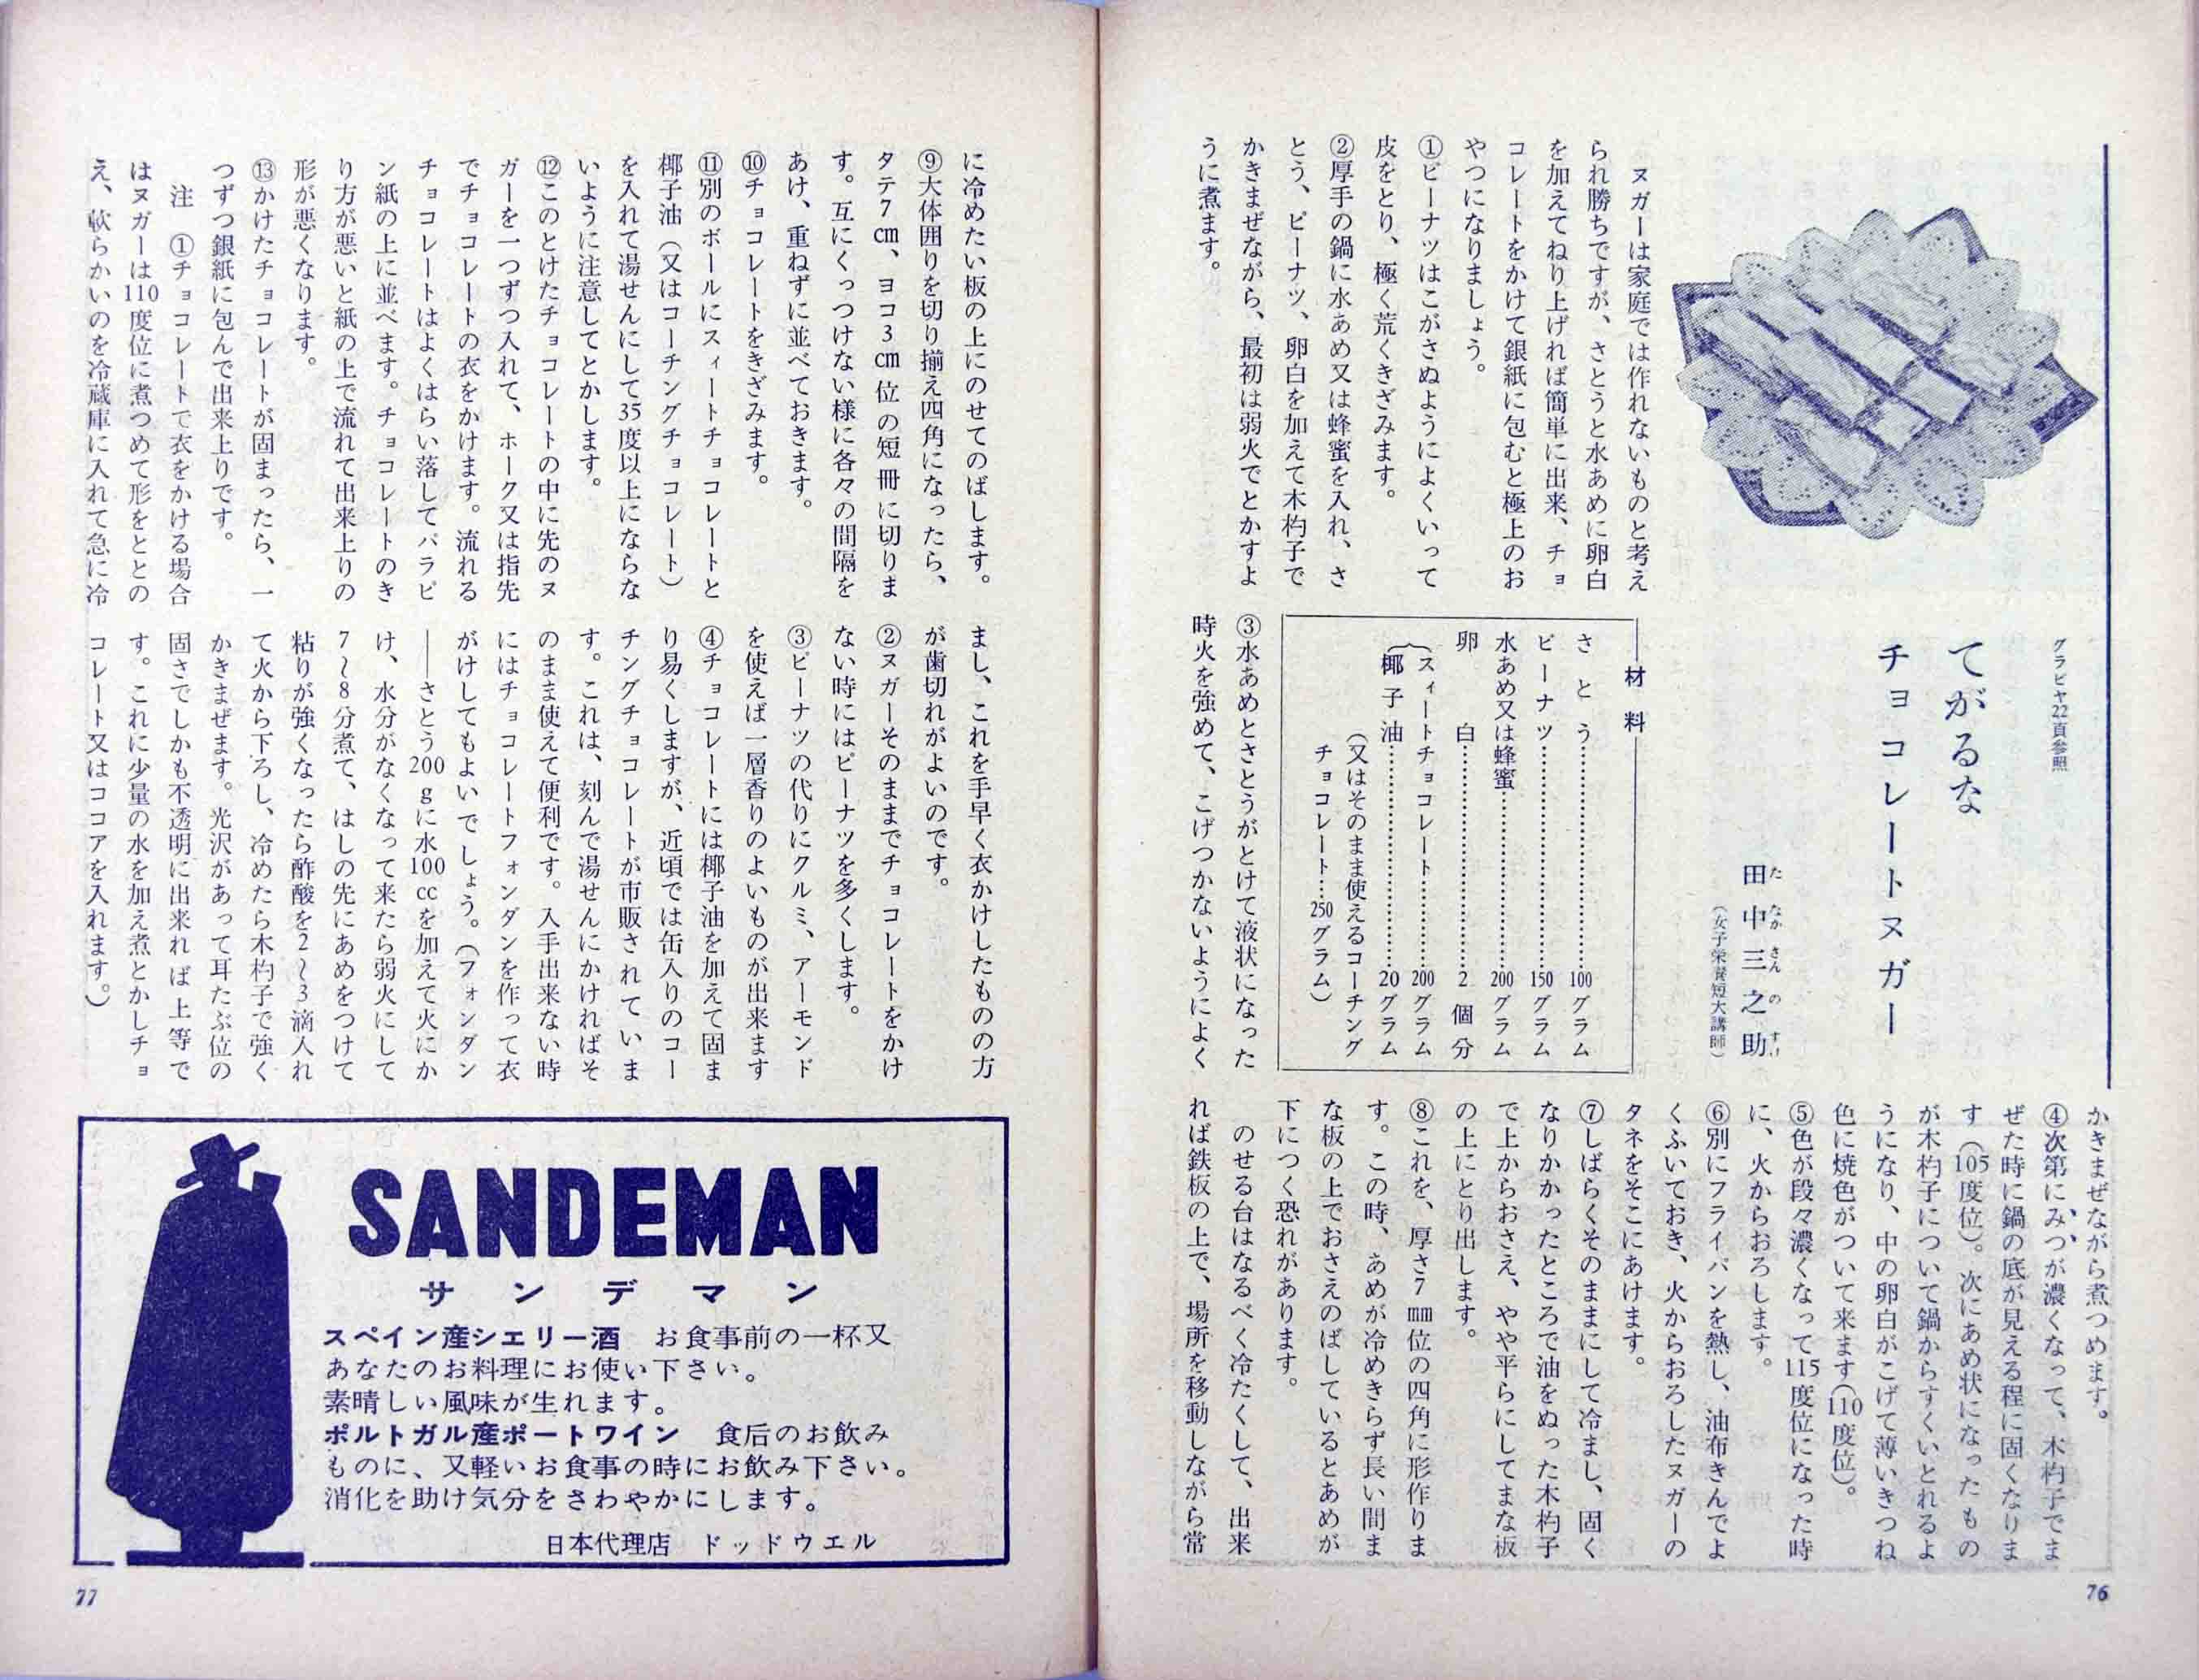 グラビヤ22頁参照
てがるな
チョコレートヌガー
田中三之助
たなかさんのすけ
(女子栄養短大講師)
ヌガーは家庭では作れないものと考え
られ勝ちですが、さとうと水あめに卵白
を加えてねり上げれば簡単に出来、チョ
コレートをかけて銀紙に包むと極上のお
やつになりましょう。
①ピーナツはこがさぬようによくいって
皮をとり、極く荒くきざみます。
②厚手の鍋に水あめ又は蜂蜜を入れ、さ
とう、ピーナツ、卵白を加えて木杓子で
かきまぜながら、最初は弱火でとかすよ
うに煮ます。
材料
さとう……100グラム
ピーナツ……150グラム
水あめ又は蜂蜜……200グラム
卵白……2個分
スィートチョコレート……200グラム
椰子油……20グラム
(又はそのまま使えるコーチング
チョコレート…250グラム)
③水あめとさとうがとけて液状になった
時火を強めて、こげつかないようによく
かきまぜながら煮つめます。
④次第にみつが濃くなって、木杓子でま
ぜた時に鍋の底が見える程に固くなりま
す(105度位)。次にあめ状になったもの
が木杓子について鍋からすくいとれるよ
うになり、中の卵白がこげて薄いきつね
色に焼色がついて来ます(110度位)。
⑤色が段々濃くなって115度位になった時
に、火からおろします。
⑥別にフライパンを熱し、油布きんでよ
くふいておき、火からおろしたヌガーの
タネをそこにあけます。
⑦しばらくそのままにして冷まし、固く
なりかかったところで油をぬった木杓子
で上からおさえ、やや平らにしてまな板
の上にとり出します。
⑧これを、厚さ7㎜位の四角に形作りま
す。この時、あめが冷めきらず長い間ま
な板の上でおさえのばしているとあめが
下につく恐れがあります。
のせる台はなるべく冷たくして、出来
れば鉄板の上で、場所を移動しながら常
76
に冷めたい板の上にのせてのばします。
⑨大体囲りを切り揃え四角になったら、
タテ7㎝、ヨコ3㎝位の短冊に切りま
す。互にくっつけない様に各々の間隔を
あけ、重ねずに並べておきます。
⑩チョコレートをきざみます。
⑪別のボールにスィートチョコレートと
椰子油(又はコーチングチョコレート)
を入れて湯せんにして35度以上にならな
いように注意してとかします。
⑫このとけたチョコレートの中に先のヌ
ガーを一つずつ入れて、ホーク又は指先
でチョコレートの衣をかけます。流れる
チョコレートはよくはらい落してパラピ
ン紙の上に並べます。チョコレートのき
り方が悪いと紙の上で流れて出来上りの
形が悪くなります。
⑬かけたチョコレートが固まったら、一
つずつ銀紙に包んで出来上りです。
注 ①チョコレートで衣をかける場合
はヌガーは110度位に煮つめて形をととの
え、軟らかいのを冷蔵庫に入れて急に冷
まし、これを手早く衣かけしたものの方
が歯切れがよいのです。
②ヌガーそのままでチョコレートをかけ
ない時にはピーナツを多くします。
③ピーナツの代りにクルミ、アーモンド
を使えば一層香りのよいものが出来ます
④チョコレートには椰子油を加えて固ま
り易くしますが、近頃では缶入りのコー
チングチョコレートが市販されていま
す。これは、刻んで湯せんにかければそ
のまま使えて便利です。入手出来ない時
にはチョコレートフォンダンを作って衣
がけしてもよいでしょう。(フォンダン
――さとう200gに水100ccを加えて火にか
け、水分がなくなって来たら弱火にして
7〜8分煮て、はしの先にあめをつけて
粘りが強くなったら酢酸を2〜3滴入れ
て火から下ろし、冷めたら木杓子で強く
かきまぜます。光沢があって耳たぶ位の
固さでしかも不透明に出来れば上等で
す。これに少量の水を加え煮とかしチョ
コレート又はココアを入れます。)
SANDEMAN
サンデマン
スペイン産シェリー酒 お食事前の一杯又
あなたのお料理にお使い下さい。
素晴しい風味が生れます。
ポルトガル産ポートワイン 食后のお飲み
ものに、又軽いお食事の時にお飲み下さい。
消化を助け気分をさわやかにします。
日本代理店 ドッドウエル
77